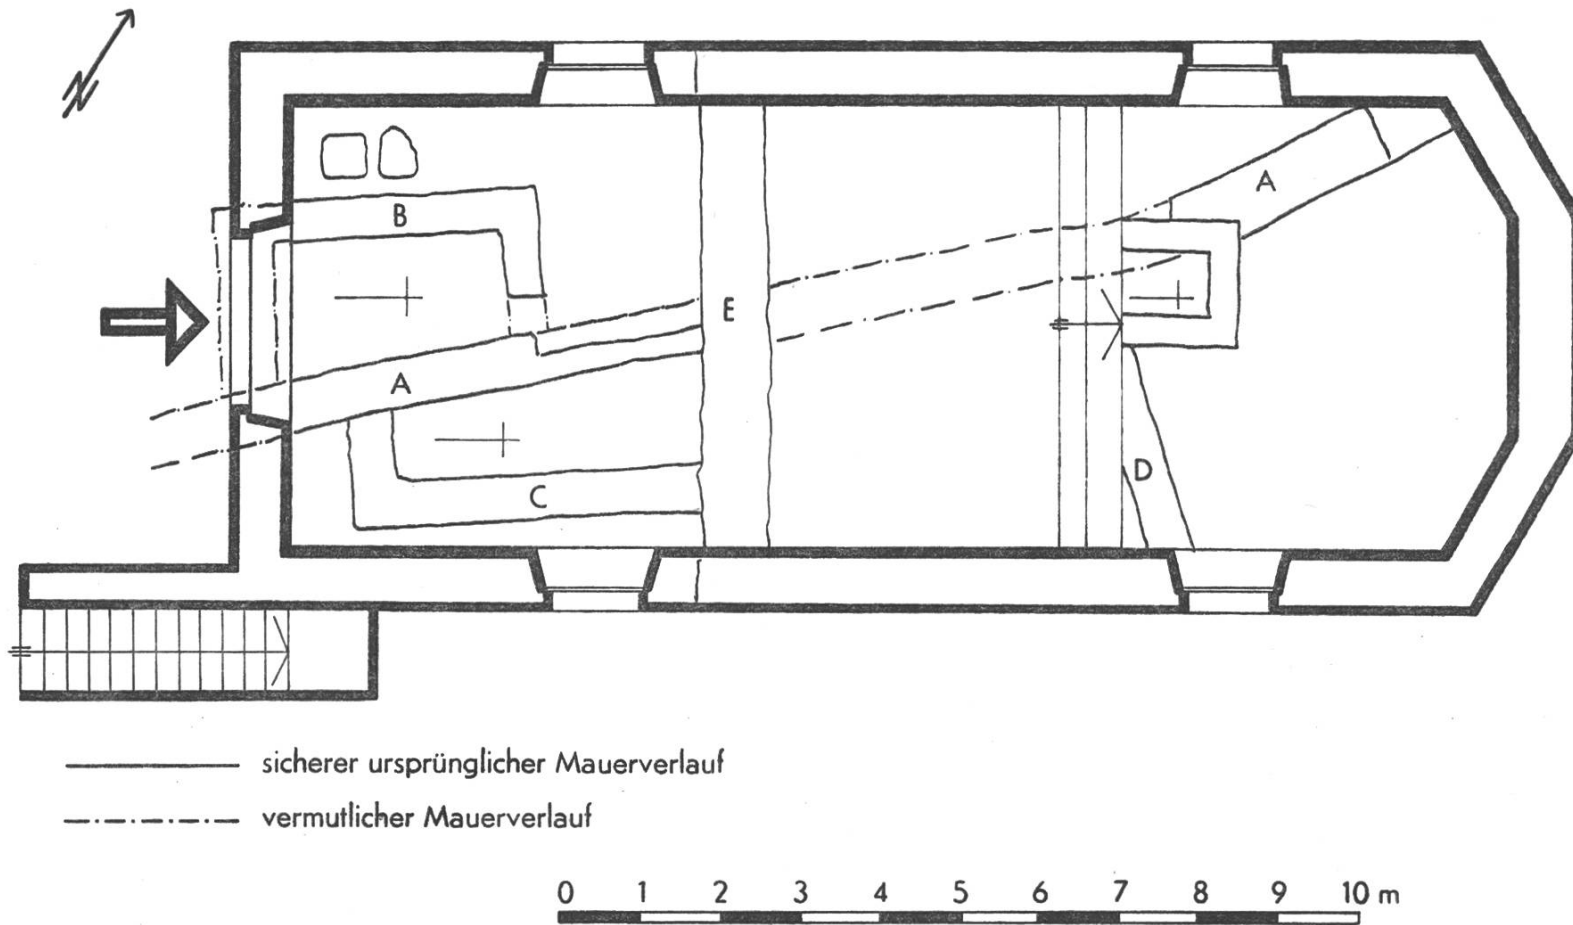 N
B
A
E
A
C
D
sicherer ursprünglicher Mauerverlauf
vermutlicher Mauerverlauf
0 1 2 3 4 5 6 7 8 9 10 m